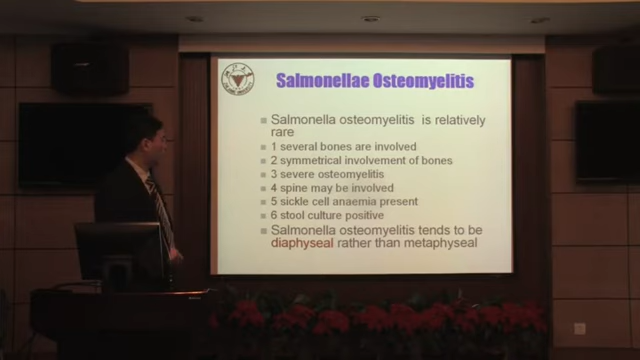 Salmonellae Osteomyelitis
Salmonella osteomyelitis is relatively
rare
1 several bones are involved
2 symmetrical involvement of bones
3 severe osteomyelitis
4 spine may be involved
5 sickle cell anaemia present
6 stool culture positive
Salmonella osteomyelitis tends to be
diaphyseal rather than metaphyseal